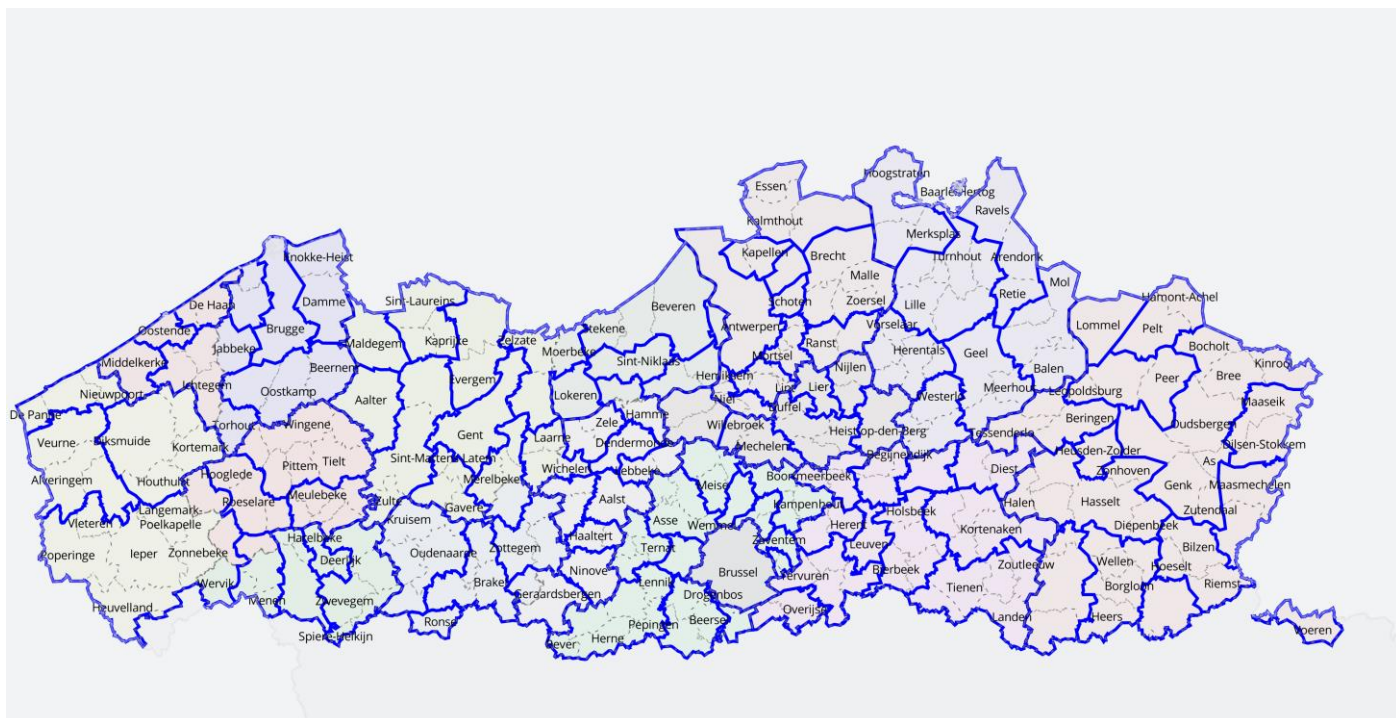 Hoogstraten
Essen
Baarle-Hertog
Ravels
Kalmthout
Merksplas
Kapellen
Brecht
Turnhout
Arendonk
Knokke-Heist
Malle
Mol
Retie
Hamont-Achel
De Haan
Damme
Sint-Laureins
Beveren
Schoten
Zoersel
Lille
Oostende
Brugge
Stekene
Antwerpen
Vorselaar
Lommel
Pelt
Jabbeke
Maldegem
Kaprijke
Zelzate
Moerbeke
Ranst
Herentals
Geel
Bocholt
Middelkerke
Beernem
Sint-Niklaas
Mortsel
Nijlen
Balen
Kinrooi
Ichtegem
Evergem
Hemiksem
Lint
Lier
Meerhout
Leopoldsburg
Peer
Bree
Nieuwpoort
Oostkamp
Aalter
Lokeren
Niel
Duffel
Westerlo
Maaseik
De Panne
Hamme
Zele
Willebroek
Heist-op-den-Berg
Tessenderlo
Beringen
Oudsbergen
Torhout
Wingene
Gent
Laarne
Dendermonde
Mechelen
Dilsen-Stokkem
Veurne
Diksmuide
Kortemark
Sint-Martens-Latem
Begijnendijk
Heusden-Zolder
Pittem
Tielt
Wichelen
Lebbeke
Boortmeerbeek
Diest
Zonhoven
As
Alveringem
Houthulst
Hooglede
Merelbeke
Meise
Genk
Maasmechelen
Meulebeke
Roeselare
Zulte
Gavere
Aalst
Kampenhout
Halen
Hasselt
Langemark-
Poelkapelle
Kruisem
Asse
Wemmel
Herent
Holsbeek
Zutendaal
Vleteren
Harelbeke
Haaltert
Zaventem
Kortenaken
Diepenbeek
Poperinge
Ieper
Zonnebeke
Deerlijk
Oudenaarde
Zottegem
Ternat
Leuven
Bilzen
Wervik
Ninove
Brussel
Tervuren
Bierbeek
Zoutleeuw
Wellen
Hoeselt
Heuvelland
Menen
Zwevegem
Brakel
Geraardsbergen
Lennik
Drogenbos
Tienen
Borgloon
Riemst
Ronse
Pepingen
Beersel
Overijse
Landen
Heers
Spiere-Helkijn
Bever
Herne
Voeren